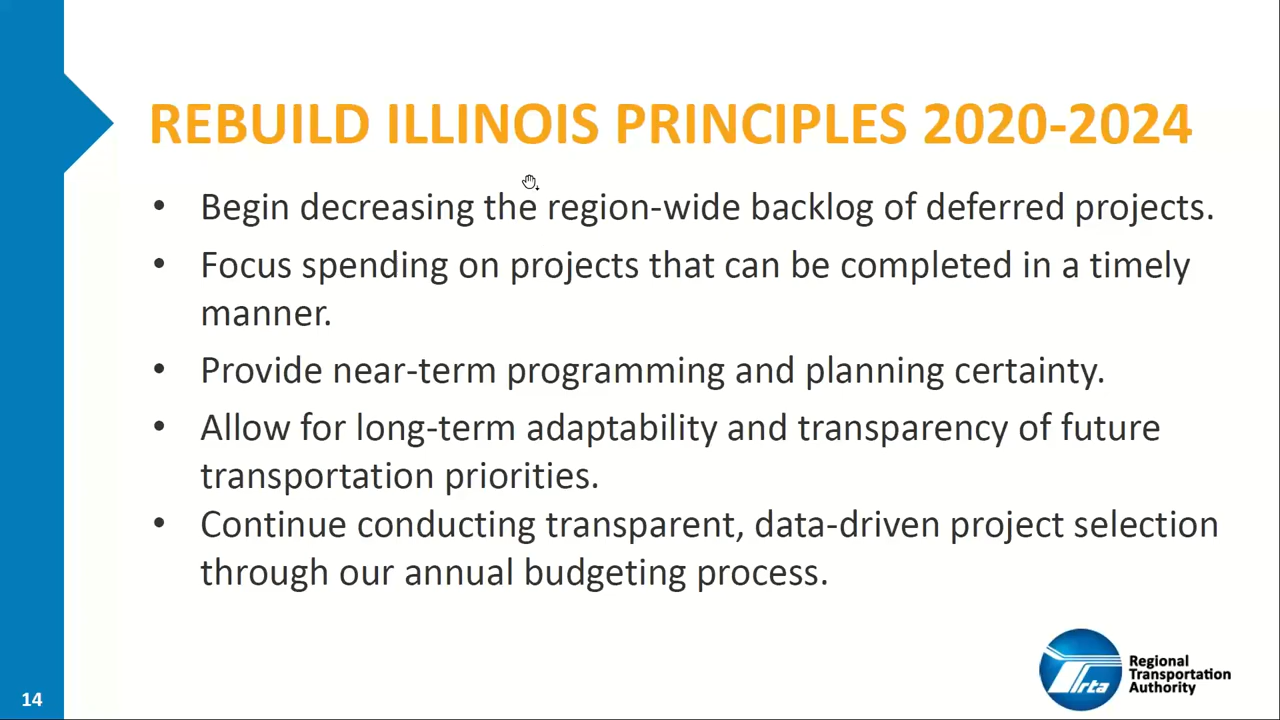 REBUILD ILLINOIS PRINCIPLES 2020-2024
• Begin decreasing the region-wide backlog of deferred projects.
• Focus spending on projects that can be completed in a timely
manner.
• Provide near-term programming and planning certainty.
• Allow for long-term adaptability and transparency of future
transportation priorities.
• Continue conducting transparent, data-driven project selection
through our annual budgeting process.
14
rta
Regional
Transportation
Authority